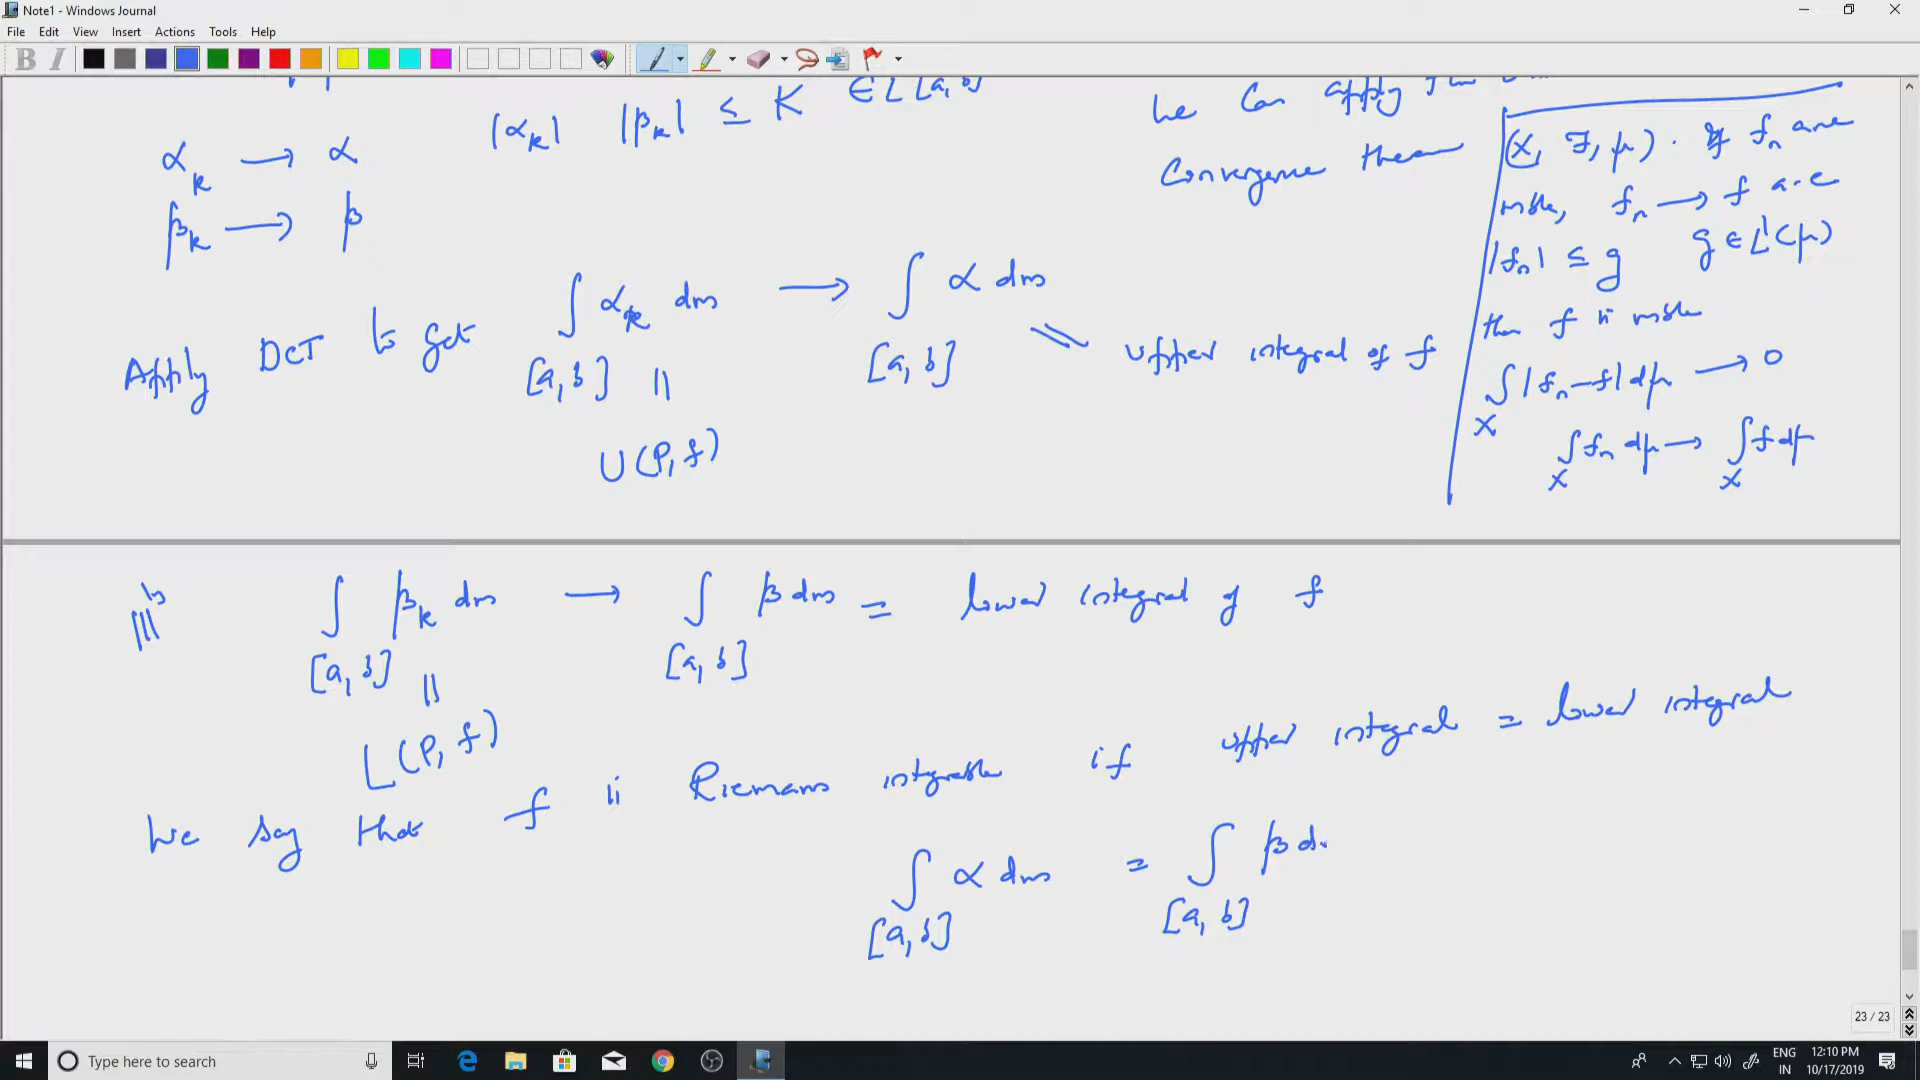 Note1 - Windows Journal
File Edit View Insert Actions Tools Help
B I
|α_k| |β_k| ≤ K ∈ L[a, b]
We can apply
Convergence theorem
α_k → α
β_k → β
Apply DCT to get ∫ α_k dm → ∫ α dm
[a, b] [a, b]
|| \\ upper integral of f
U(P, f)
(X, F, μ). If f_n are
mble, f_n → f a.e
|f_n| ≤ g g ∈ L¹(μ)
then f is mble
∫_X |f_n - f| dμ → 0
∫_X f_n dμ → ∫_X f dμ
|||ly ∫ β_k dm → ∫ β dm = lower integral of f
[a, b] [a, b]
||
L(P, f)
We say that f is Riemann integrable if upper integral = lower integral
∫ α dm = ∫ β d
[a, b] [a, b]
23 / 23
Type here to search
ENG 12:10 PM
IN 10/17/2019